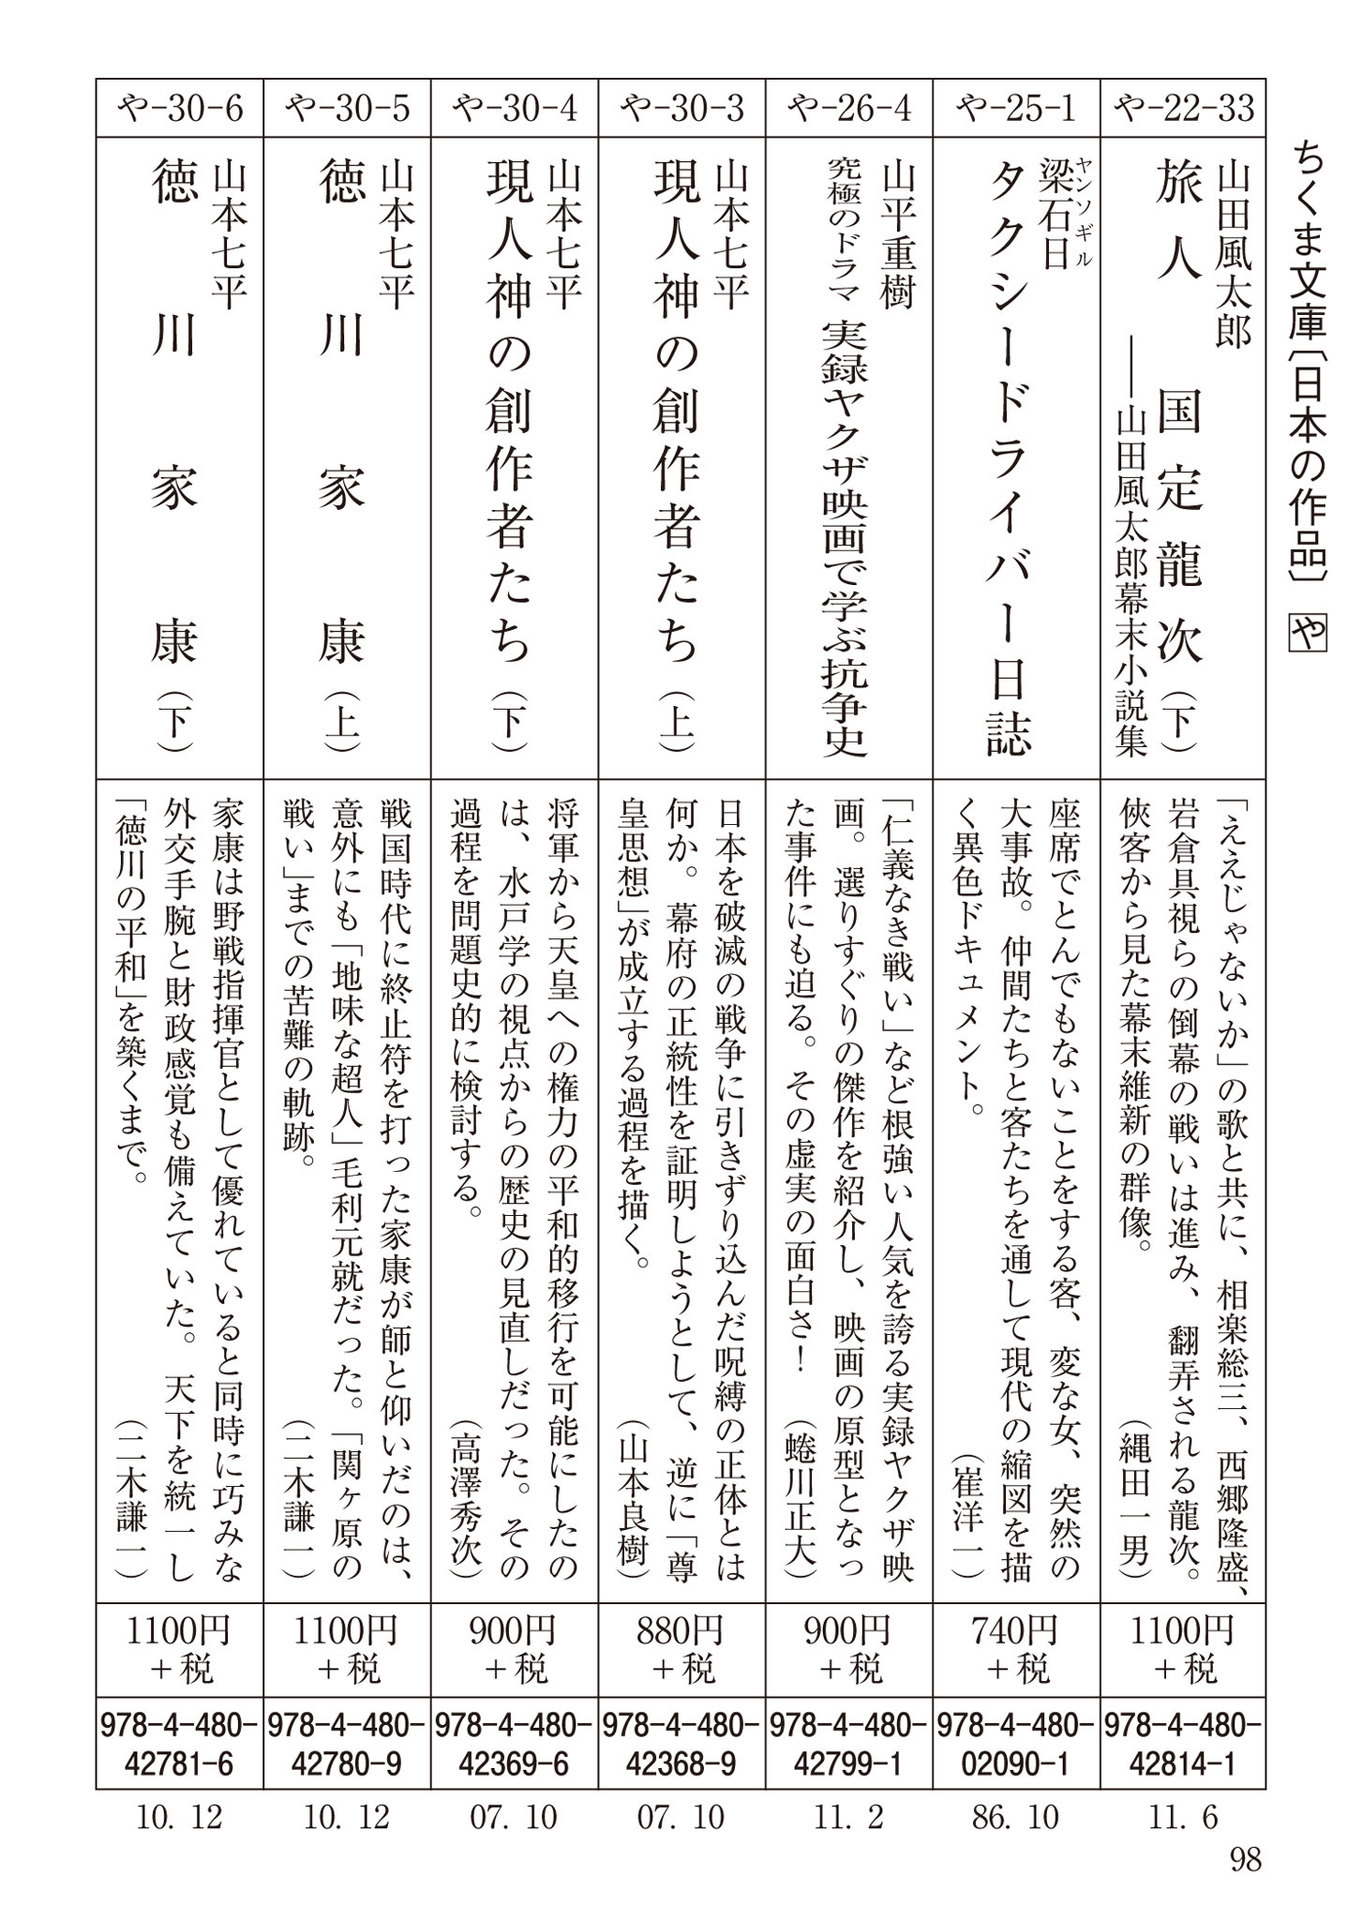 ちくま文庫〔日本の作品〕 や
や-22-33
山田風太郎
旅人 国定龍次（下）
――山田風太郎幕末小説集
「ええじゃないか」の歌と共に、相楽総三、西郷隆盛、
岩倉具視らの倒幕の戦いは進み、翻弄される龍次。
俠客から見た幕末維新の群像。（縄田一男）
1100円
＋税
978-4-480-
42814-1
11. 6
や-25-1
梁石日
ヤンソギル
タクシードライバー日誌
座席でとんでもないことをする客、変な女、突然の
大事故。仲間たちと客たちを通して現代の縮図を描
く異色ドキュメント。（崔洋一）
740円
＋税
978-4-480-
02090-1
86. 10
や-26-4
山平重樹
究極のドラマ 実録ヤクザ映画で学ぶ抗争史
「仁義なき戦い」など根強い人気を誇る実録ヤクザ映
画。選りすぐりの傑作を紹介し、映画の原型となっ
た事件にも迫る。その虚実の面白さ！（蜷川正大）
900円
＋税
978-4-480-
42799-1
11. 2
や-30-3
山本七平
現人神の創作者たち（上）
日本を破滅の戦争に引きずり込んだ呪縛の正体とは
何か。幕府の正統性を証明しようとして、逆に「尊
皇思想」が成立する過程を描く。（山本良樹）
880円
＋税
978-4-480-
42368-9
07. 10
や-30-4
山本七平
現人神の創作者たち（下）
将軍から天皇への権力の平和的移行を可能にしたの
は、水戸学の視点からの歴史の見直しだった。その
過程を問題史的に検討する。（高澤秀次）
900円
＋税
978-4-480-
42369-6
07. 10
や-30-5
山本七平
徳川家康（上）
戦国時代に終止符を打った家康が師と仰いだのは、
意外にも「地味な超人」毛利元就だった。「関ヶ原の
戦い」までの苦難の軌跡。（二木謙一）
1100円
＋税
978-4-480-
42780-9
10. 12
や-30-6
山本七平
徳川家康（下）
家康は野戦指揮官として優れていると同時に巧みな
外交手腕と財政感覚も備えていた。天下を統一し
「徳川の平和」を築くまで。（二木謙一）
1100円
＋税
978-4-480-
42781-6
10. 12
98